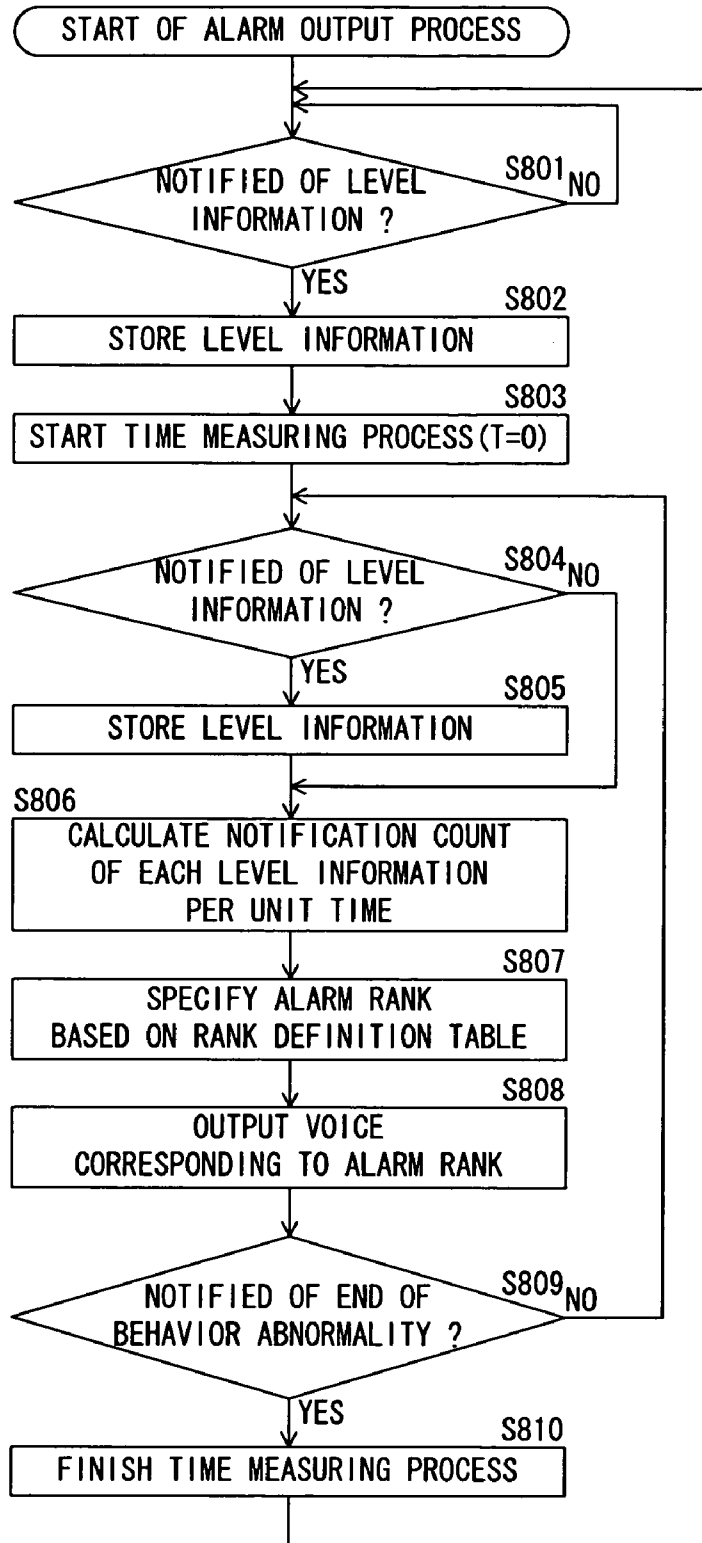 START OF ALARM OUTPUT PROCESS
S801
NOTIFIED OF LEVEL
INFORMATION ?
NO
YES
S802
STORE LEVEL INFORMATION
S803
START TIME MEASURING PROCESS(T=0)
S804
NOTIFIED OF LEVEL
INFORMATION ?
NO
YES
S805
STORE LEVEL INFORMATION
S806
CALCULATE NOTIFICATION COUNT
OF EACH LEVEL INFORMATION
PER UNIT TIME
S807
SPECIFY ALARM RANK
BASED ON RANK DEFINITION TABLE
S808
OUTPUT VOICE
CORRESPONDING TO ALARM RANK
S809
NOTIFIED OF END OF
BEHAVIOR ABNORMALITY ?
NO
YES
S810
FINISH TIME MEASURING PROCESS